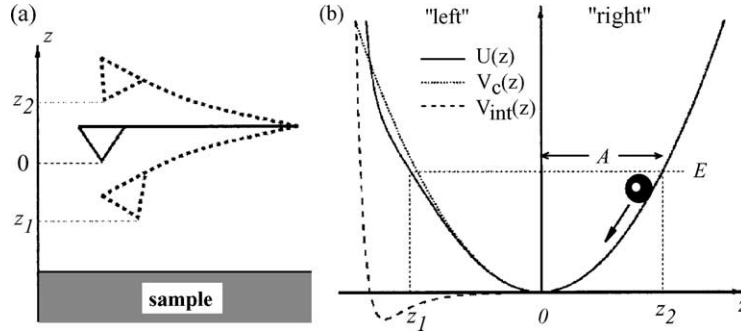 (a)
z
z2
0
z1
sample
(b)
"left"
"right"
U(z)
Vc(z)
Vint(z)
A
E
z1
0
z2
z